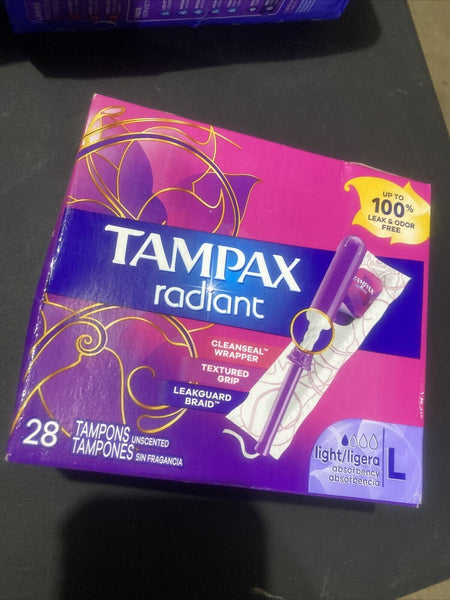 UP TO
100%
LEAK & ODOR
FREE
TAMPAX
radiant
TAMPAX
CLEANSEAL™
WRAPPER
TEXTURED
GRIP
LEAKGUARD
BRAID™
28 TAMPONS UNSCENTED
TAMPONES SIN FRAGANCIA
light/ligera L
absorbency
absorbencia